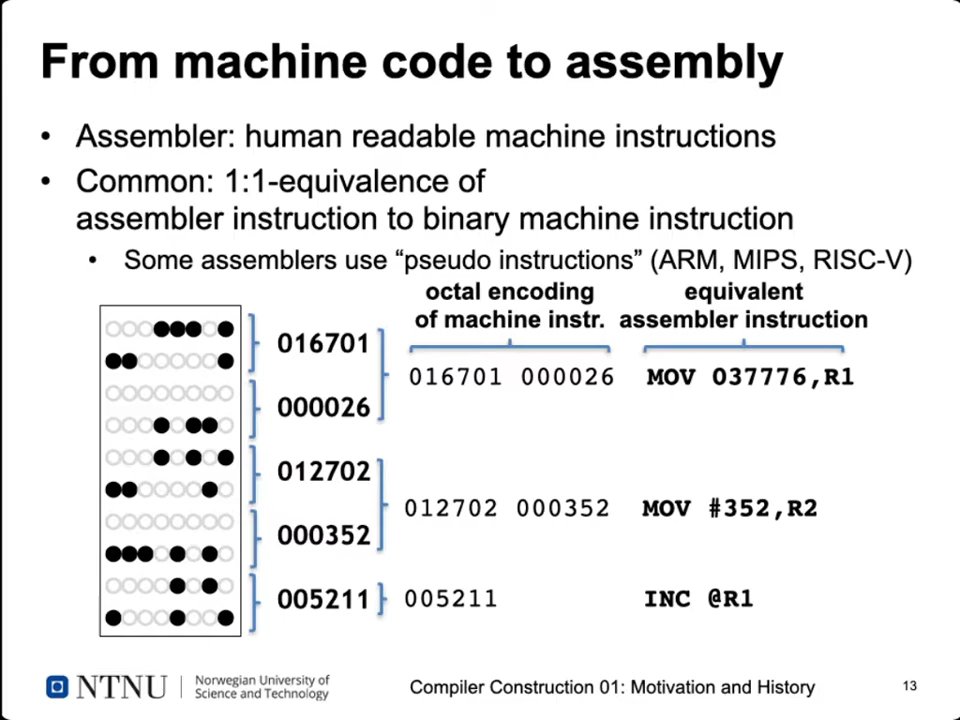 From machine code to assembly
• Assembler: human readable machine instructions
• Common: 1:1-equivalence of
assembler instruction to binary machine instruction
• Some assemblers use “pseudo instructions” (ARM, MIPS, RISC-V)
octal encoding
of machine instr.
equivalent
assembler instruction
016701
000026
012702
000352
005211
016701 000026 MOV 037776,R1
012702 000352 MOV #352,R2
005211 INC @R1
NTNU
Norwegian University of
Science and Technology
Compiler Construction 01: Motivation and History
13